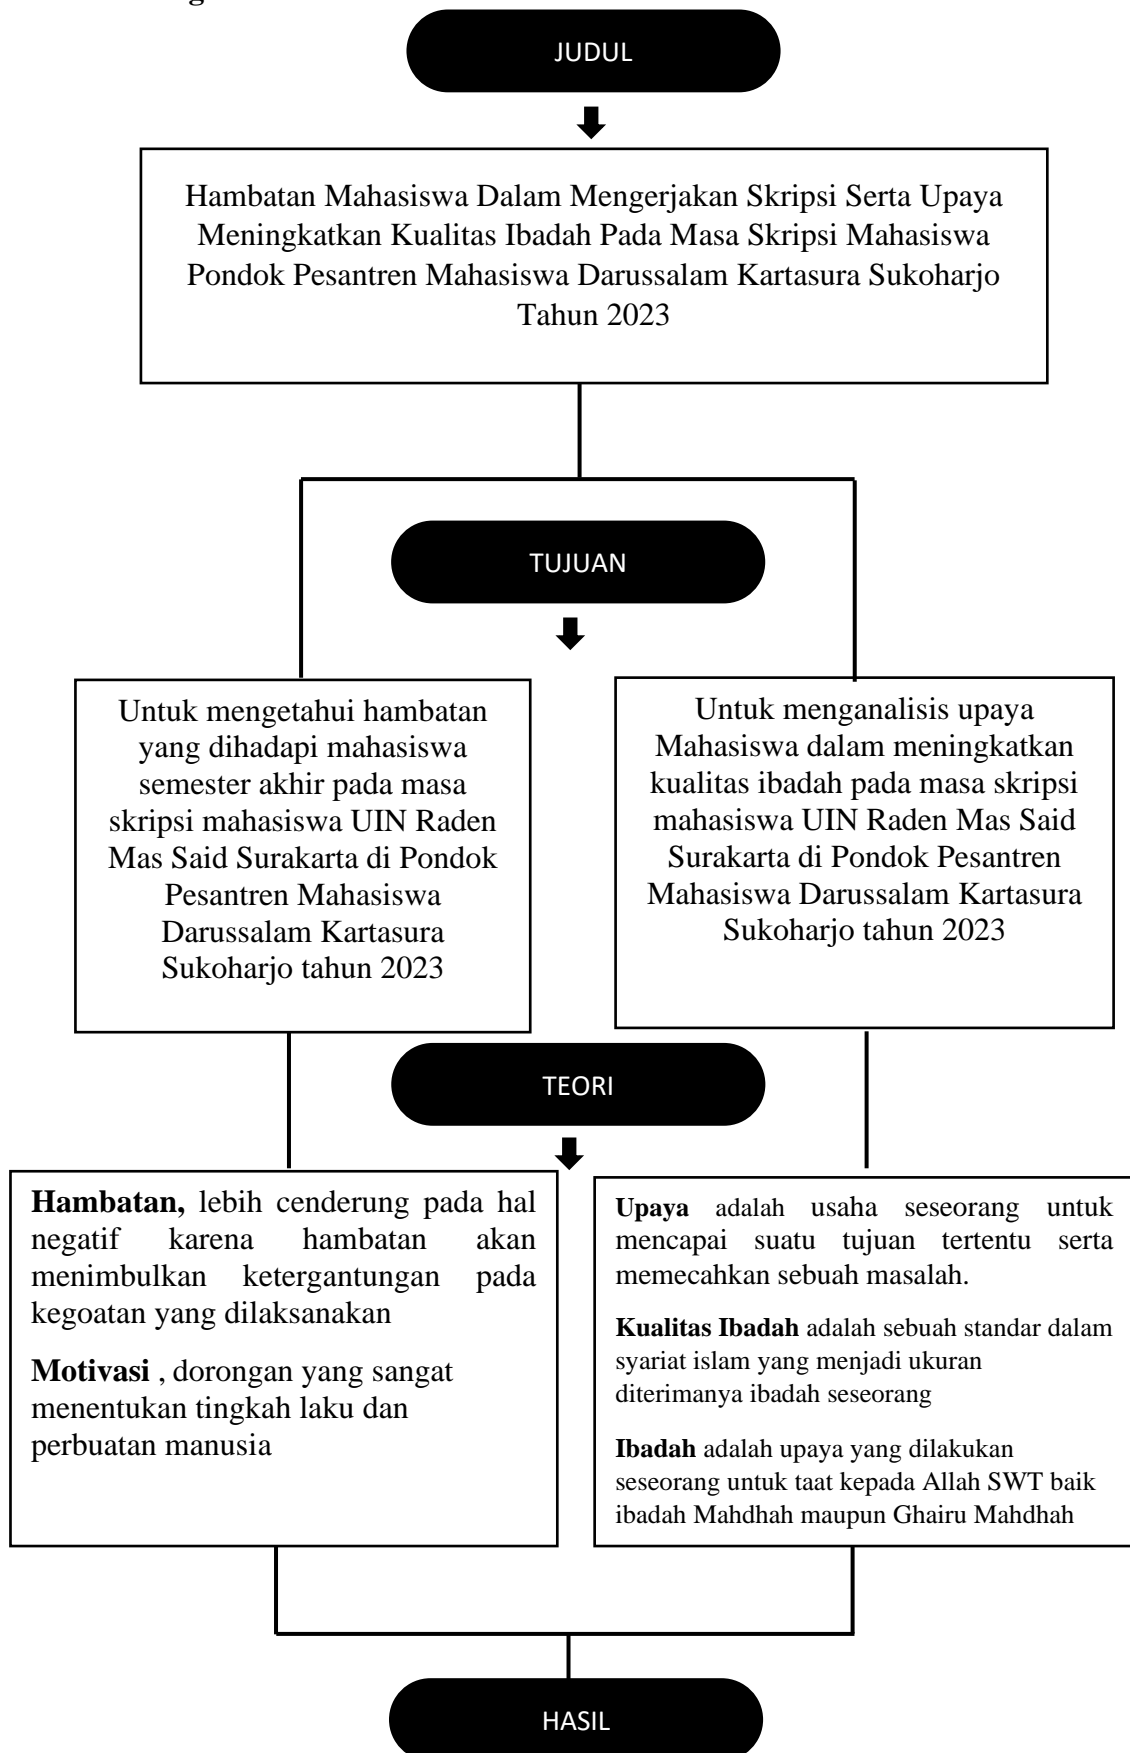 JUDUL
Hambatan Mahasiswa Dalam Mengerjakan Skripsi Serta Upaya
Meningkatkan Kualitas Ibadah Pada Masa Skripsi Mahasiswa
Pondok Pesantren Mahasiswa Darussalam Kartasura Sukoharjo
Tahun 2023
TUJUAN
Untuk mengetahui hambatan
yang dihadapi mahasiswa
semester akhir pada masa
skripsi mahasiswa UIN Raden
Mas Said Surakarta di Pondok
Pesantren Mahasiswa
Darussalam Kartasura
Sukoharjo tahun 2023
Untuk menganalisis upaya
Mahasiswa dalam meningkatkan
kualitas ibadah pada masa skripsi
mahasiswa UIN Raden Mas Said
Surakarta di Pondok Pesantren
Mahasiswa Darussalam Kartasura
Sukoharjo tahun 2023
TEORI
Hambatan, lebih cenderung pada hal
negatif karena hambatan akan
menimbulkan ketergantungan pada
kegoatan yang dilaksanakan
Motivasi , dorongan yang sangat
menentukan tingkah laku dan
perbuatan manusia
Upaya adalah usaha seseorang untuk
mencapai suatu tujuan tertentu serta
memecahkan sebuah masalah.
Kualitas Ibadah adalah sebuah standar dalam
syariat islam yang menjadi ukuran
diterimanya ibadah seseorang
Ibadah adalah upaya yang dilakukan
seseorang untuk taat kepada Allah SWT baik
ibadah Mahdhah maupun Ghairu Mahdhah
HASIL